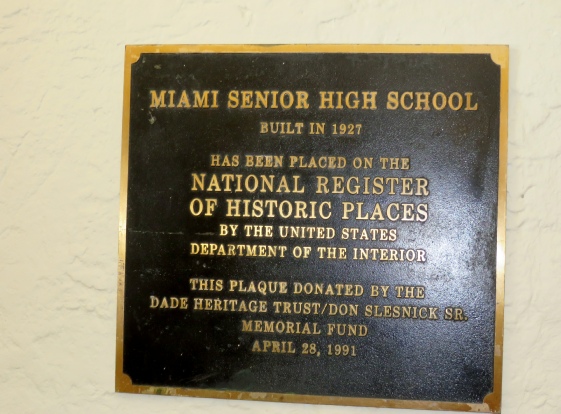 MIAMI SENIOR HIGH SCHOOL
BUILT IN 1927
HAS BEEN PLACED ON THE
NATIONAL REGISTER
OF HISTORIC PLACES
BY THE UNITED STATES
DEPARTMENT OF THE INTERIOR
THIS PLAQUE DONATED BY THE
DADE HERITAGE TRUST/DON SLESNICK SR.
MEMORIAL FUND
APRIL 28, 1991